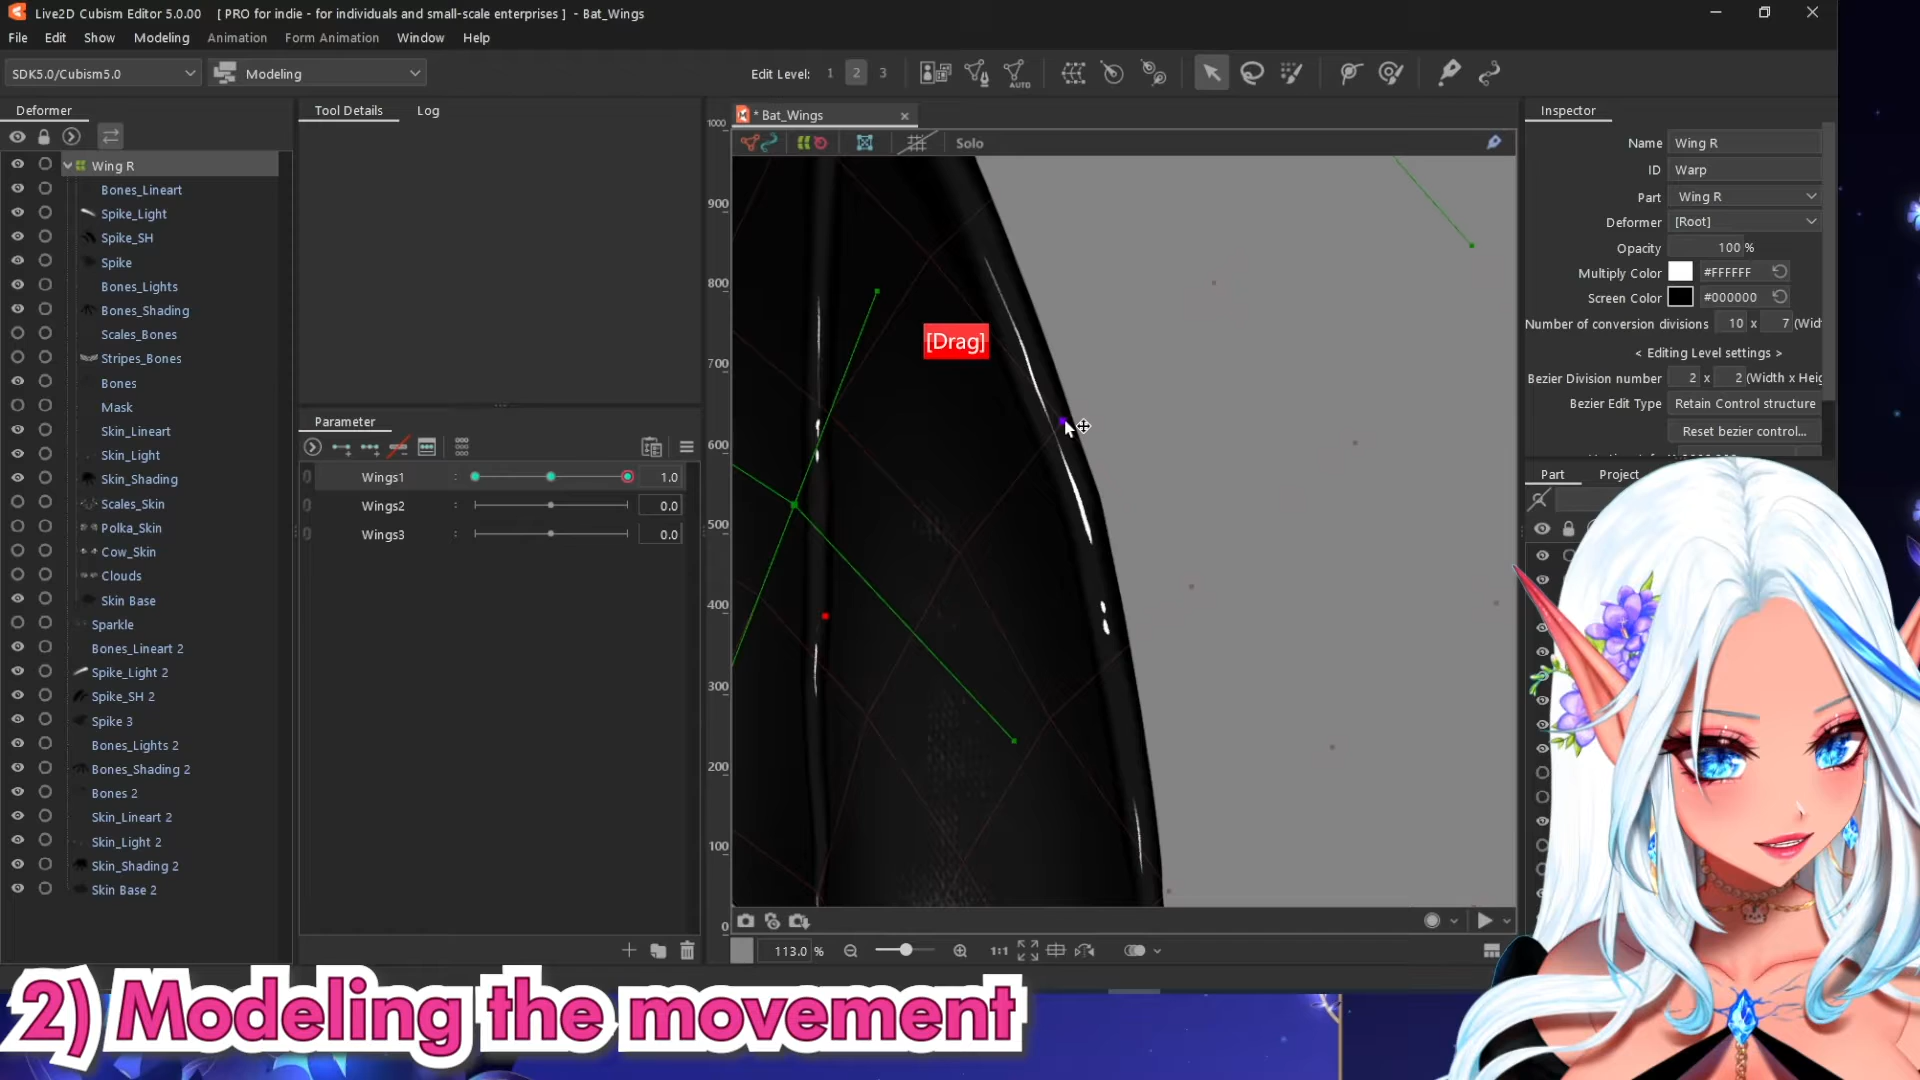 Live2D Cubism Editor 5.0.00 [ PRO for indie - for individuals and small-scale enterprises ] - Bat_Wings
File Edit Show Modeling Animation Form Animation Window Help
SDK5.0/Cubism5.0 Modeling Edit Level: 1 2 3 AUTO
Deformer
Wing R
Bones_Lineart
Spike_Light
Spike_SH
Spike
Bones_Lights
Bones_Shading
Scales_Bones
Stripes_Bones
Bones
Mask
Skin_Lineart
Skin_Light
Skin_Shading
Scales_Skin
Polka_Skin
Cow_Skin
Clouds
Skin Base
Sparkle
Bones_Lineart 2
Spike_Light 2
Spike_SH 2
Spike 3
Bones_Lights 2
Bones_Shading 2
Bones 2
Skin_Lineart 2
Skin_Light 2
Skin_Shading 2
Skin Base 2
Tool Details Log
Parameter
Wings1 : 1.0
Wings2 : 0.0
Wings3 : 0.0
* Bat_Wings
Solo
1000
900
800
700
600
500
400
300
200
100
0
[Drag]
113.0 % 1:1
Inspector
Name Wing R
ID Warp
Part Wing R
Deformer [Root]
Opacity 100 %
Multiply Color #FFFFFF
Screen Color #000000
Number of conversion divisions 10 x 7 (Wid
< Editing Level settings >
Bezier Division number 2 x 2 (Width x Heig
Bezier Edit Type Retain Control structure
Reset bezier control...
Part Project
2) Modeling the movement